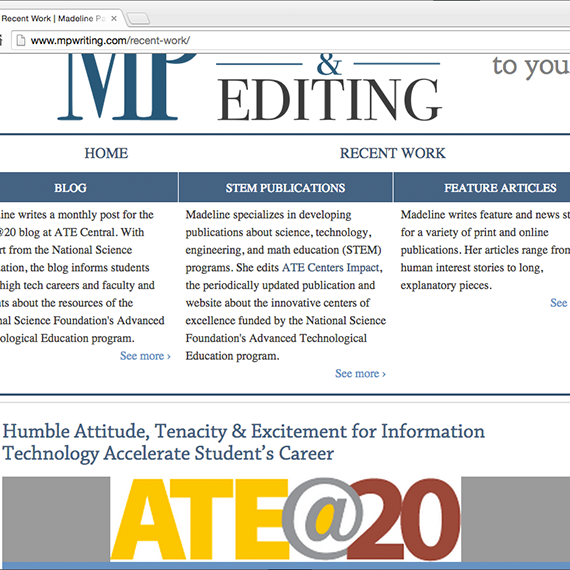 Recent Work | Madeline Pa
www.mpwriting.com/recent-work/
MP
&
EDITING
to you
HOME
RECENT WORK
BLOG
STEM PUBLICATIONS
FEATURE ARTICLES
line writes a monthly post for the
@20 blog at ATE Central. With
rt from the National Science
ation, the blog informs students
high tech careers and faculty and
ts about the resources of the
nal Science Foundation's Advanced
ological Education program.
See more ›
Madeline specializes in developing
publications about science, technology,
engineering, and math education (STEM)
programs. She edits ATE Centers Impact,
the periodically updated publication and
website about the innovative centers of
excellence funded by the National Science
Foundation's Advanced Technological
Education program.
See more ›
Madeline writes feature and news st
for a variety of print and online
publications. Her articles range from
human interest stories to long,
explanatory pieces.
See
Humble Attitude, Tenacity & Excitement for Information
Technology Accelerate Student's Career
ATE@20